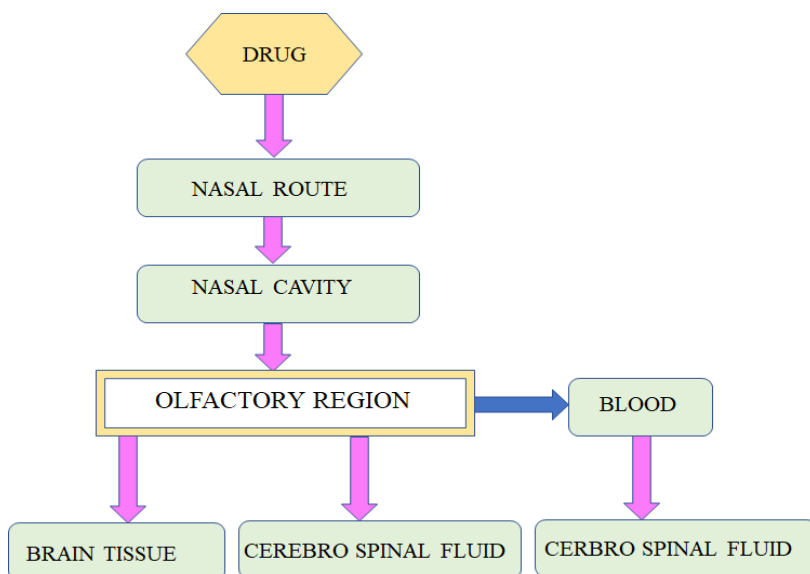 DRUG
NASAL ROUTE
NASAL CAVITY
OLFACTORY REGION
BLOOD
BRAIN TISSUE
CEREBRO SPINAL FLUID
CERBRO SPINAL FLUID